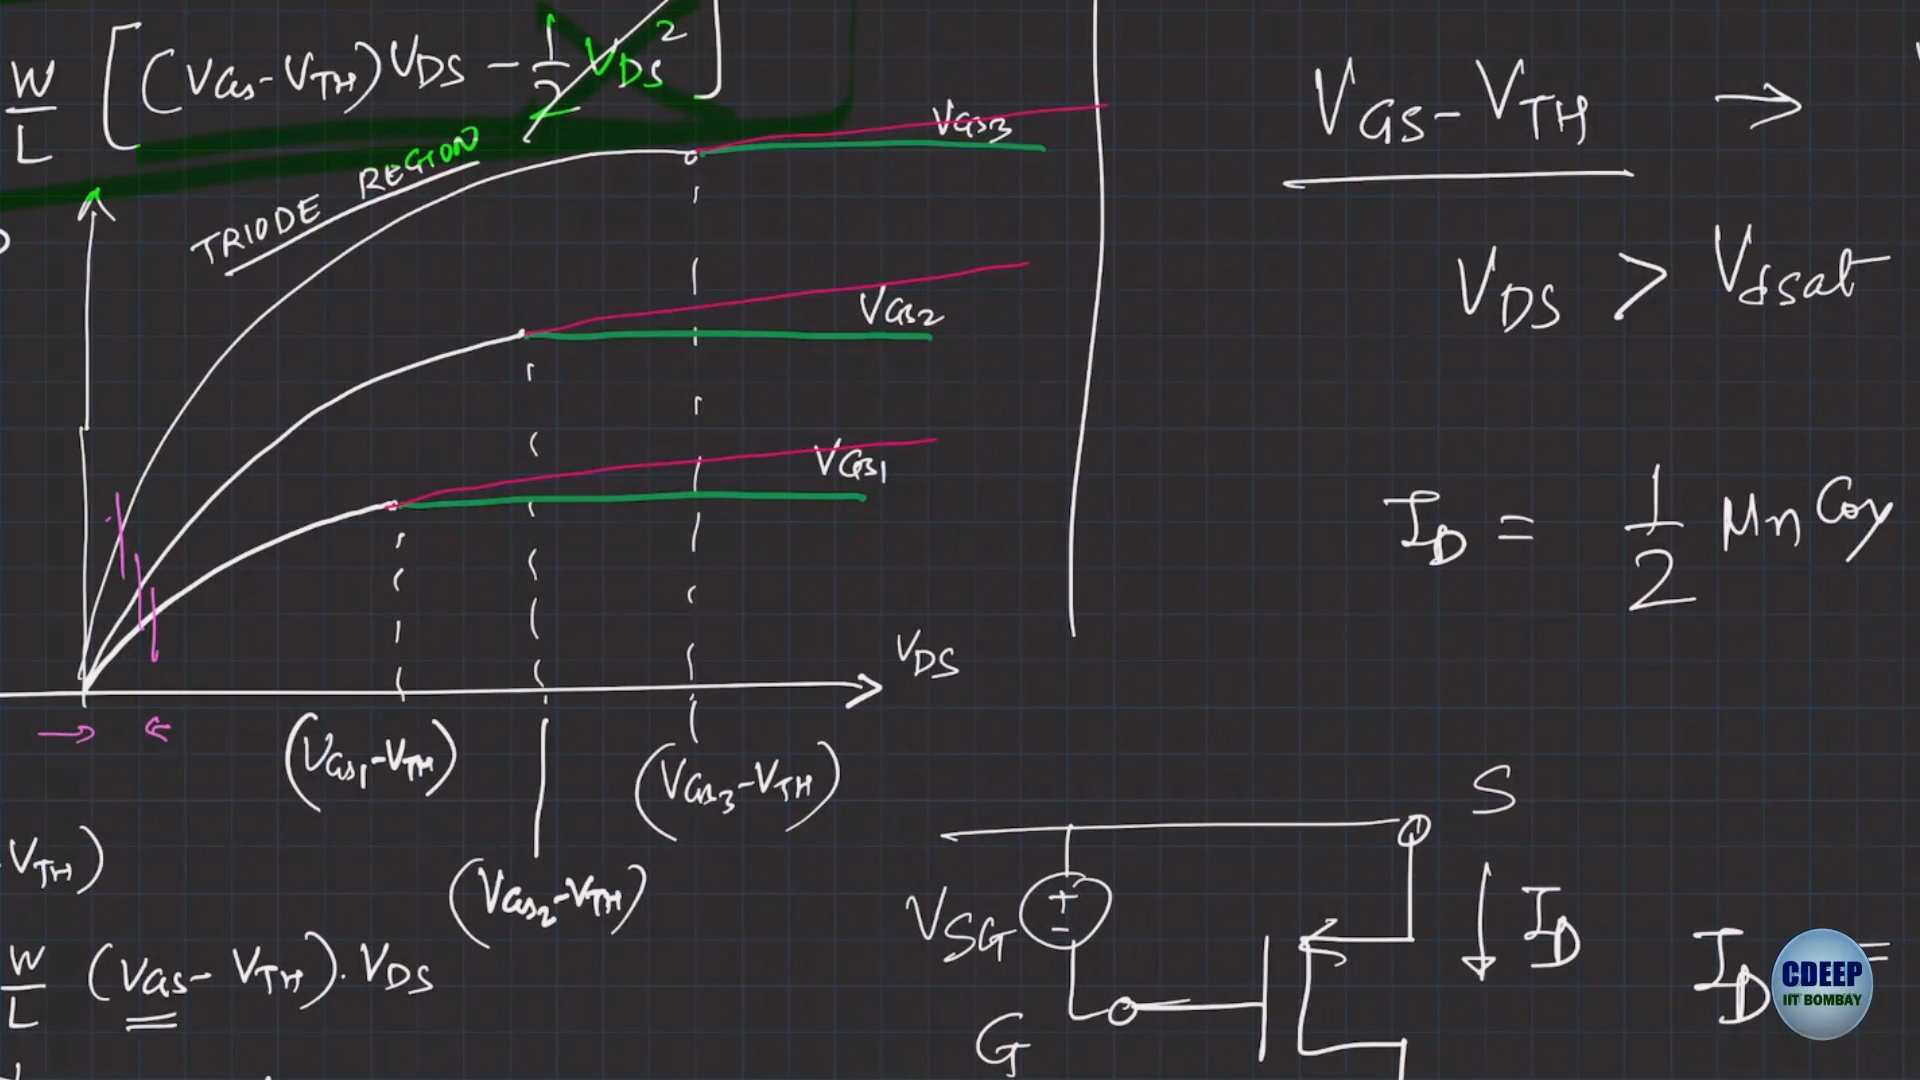 W/L [(VGS-VTH)VDS - 1/2 VDS²]
TRIODE REGION
VGS3
VGS2
VGS1
VDS
(VGS1-VTH)
(VGS3-VTH)
(VGS2-VTH)
VTH)
W/L (VGS- VTH).VDS
VGS-VTH →
VDS > Vdsat
ID = 1/2 μn Cox
S
VSG
+
-
ID
G
ID =
CDEEP
IIT BOMBAY